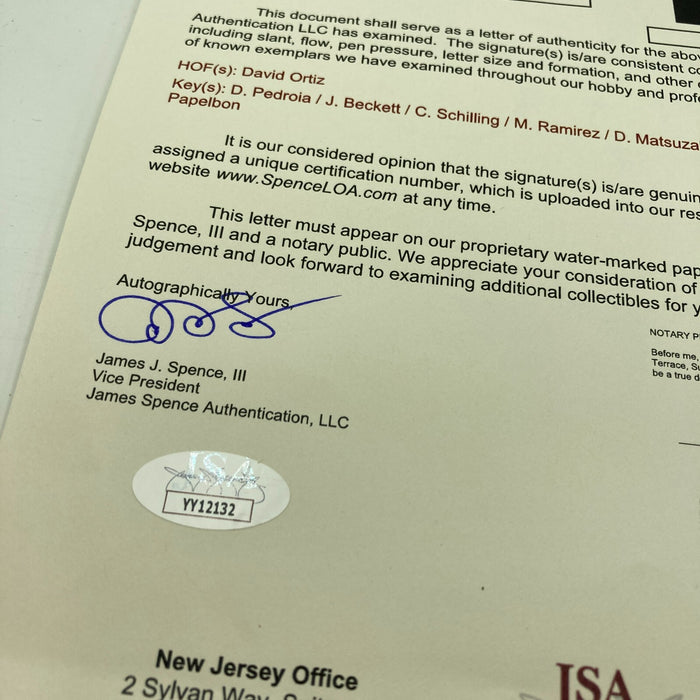 This document shall serve as a letter of authenticity for the abov
Authentication LLC has examined. The signature(s) is/are consistent co
including slant, flow, pen pressure, letter size and formation, and other
of known exemplars we have examined throughout our hobby and prof
HOF(s): David Ortiz
Key(s): D. Pedroia / J. Beckett / C. Schilling / M. Ramirez / D. Matsuza
Papelbon
It is our considered opinion that the signature(s) is/are genuin
assigned a unique certification number, which is uploaded into our res
website www.SpenceLOA.com at any time.
This letter must appear on our proprietary water-marked pap
Spence, III and a notary public. We appreciate your consideration of
judgement and look forward to examining additional collectibles for y
Autographically Yours,
NOTARY P
Before me,
Terrace, Su
be a true d
James J. Spence, III
Vice President
James Spence Authentication, LLC
JSA
YY12132
New Jersey Office
2 Sylvan Way,
JSA